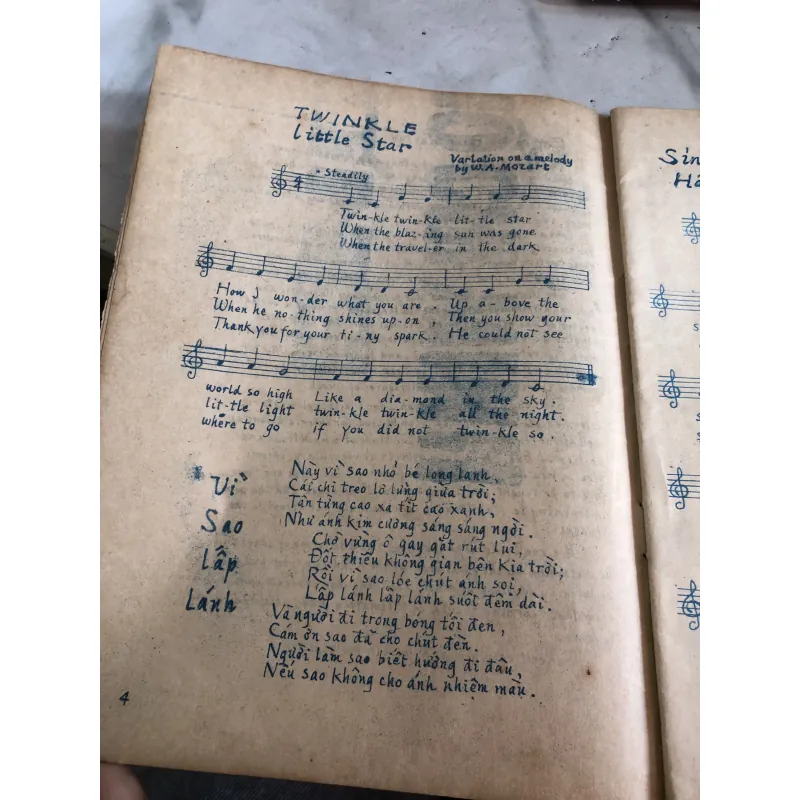 TWINKLE
little Star
Variation on a melody
by W.A. Mozart
Steadily
4
4
Twin-kle twin-kle lit-tle star
When the blaz-ing sun was gone
When the travel-er in the dark
How J won-der what you are Up a-bove the
When he no-thing shines up-on, Then you show your
Thank you for your ti-ny spark. He could not see
world so high Like a dia-mond in the sky.
lit-tle light twin-kle twin-kle all the night.
where to go if you did not twin-kle so.
Vì
Sao
Lấp
Lánh
Này vì sao nhỏ bé long lanh,
Cái chi treo lơ lửng giữa trời;
Tận từng cao xa tít cao xanh,
Như ánh kim cương sáng sáng ngời.
Chờ vừng ô gay gắt rút lui,
Đốt thiêu không gian bên kia trời;
Rồi vì sao lóe chút ánh soi,
Lấp lánh lấp lánh suốt đêm dài.
Và người đi trong bóng tối đen,
Cám ơn sao đã cho chút đèn.
Người làm sao biết hướng đi đâu,
Nếu sao không cho ánh nhiệm mầu.
4
Sin